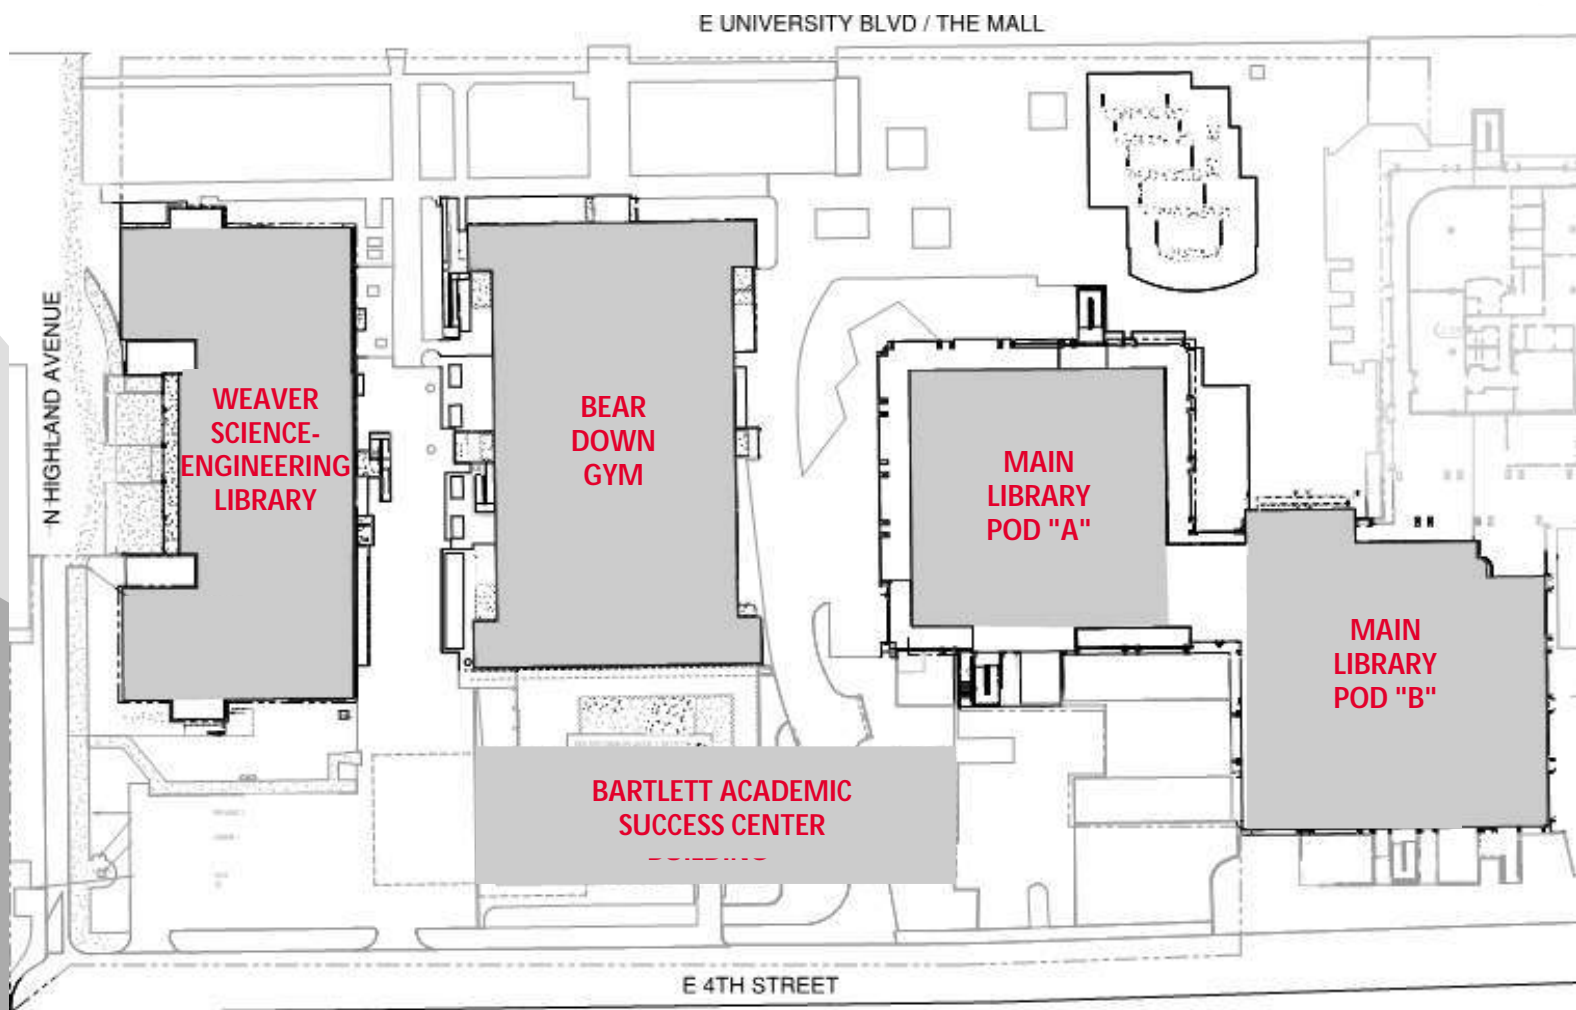 E UNIVERSITY BLVD / THE MALL
N HIGHLAND AVENUE
WEAVER
SCIENCE-
ENGINEERING
LIBRARY
BEAR
DOWN
GYM
MAIN
LIBRARY
POD "A"
MAIN
LIBRARY
POD "B"
BARTLETT ACADEMIC
SUCCESS CENTER
E 4TH STREET